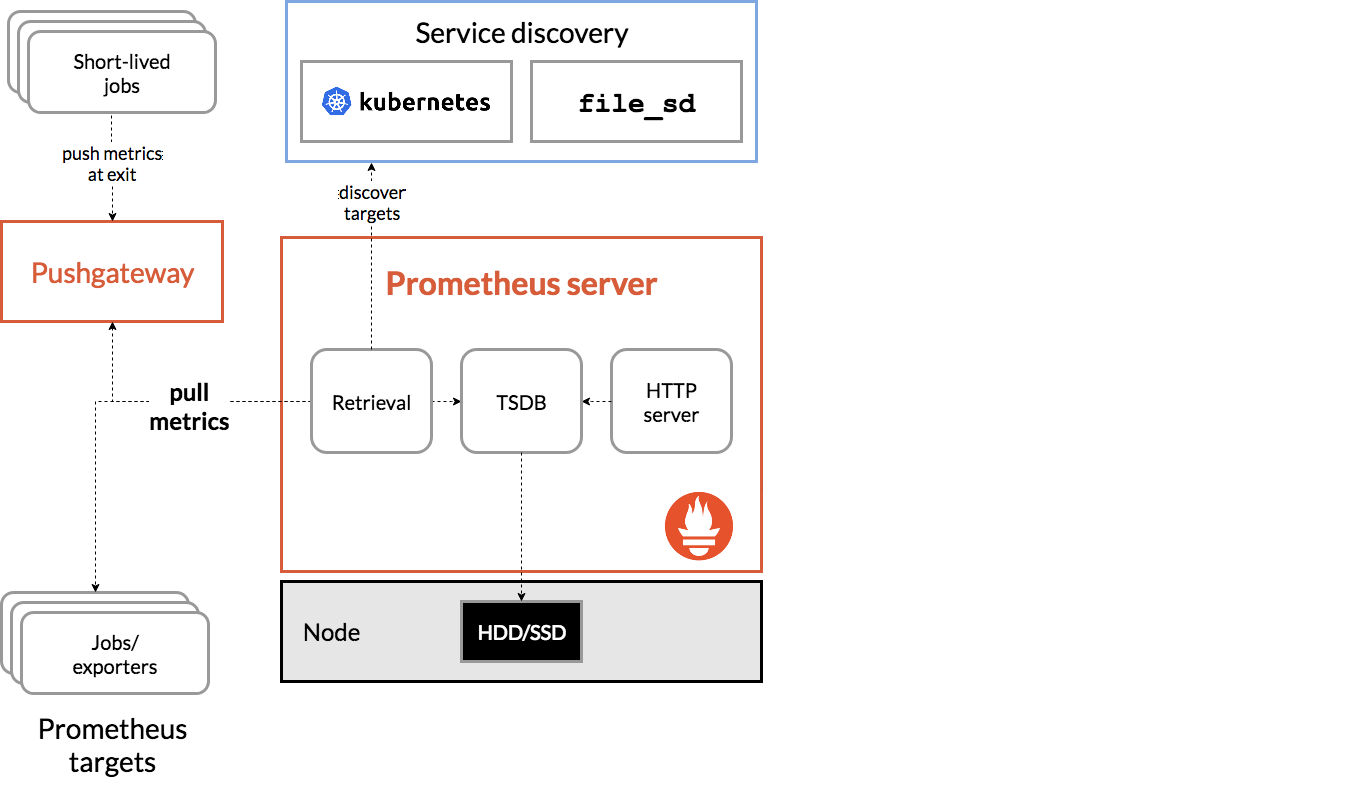 Short-lived
jobs
push metrics
at exit
Pushgateway
Service discovery
kubernetes
file_sd
discover
targets
Prometheus server
Retrieval
TSDB
HTTP
server
pull
metrics
Node
HDD/SSD
Jobs/
exporters
Prometheus
targets